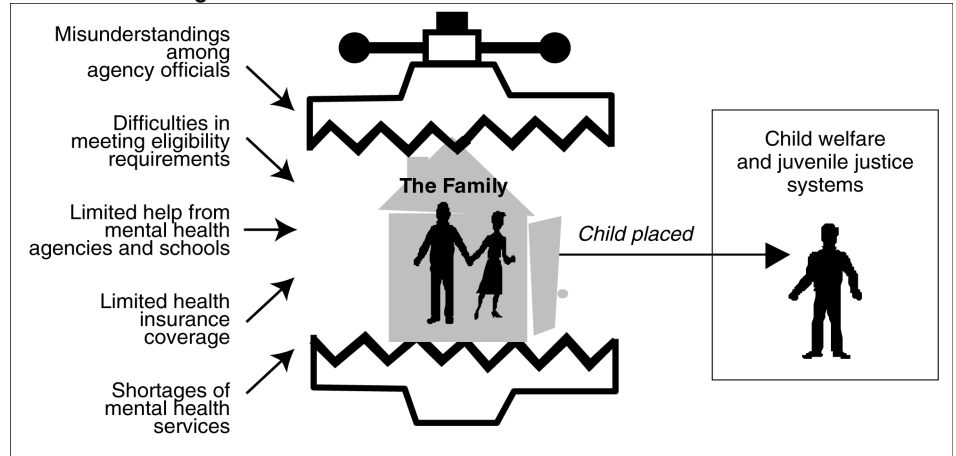 Misunderstandings
among
agency officials
Difficulties in
meeting eligibility
requirements
Limited help from
mental health
agencies and schools
Limited health
insurance
coverage
Shortages of
mental health
services
The Family
Child placed
Child welfare
and juvenile justice
systems